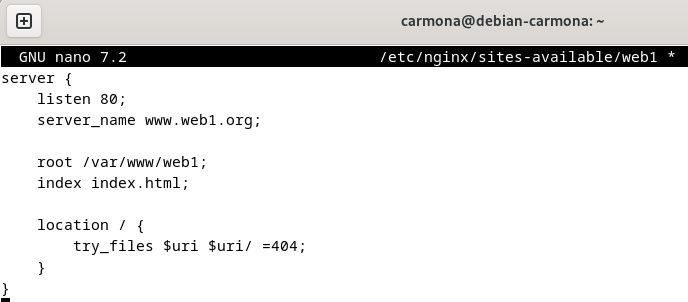 carmona@debian-carmona: ~
GNU nano 7.2 /etc/nginx/sites-available/web1 *
server {
    listen 80;
    server_name www.web1.org;

    root /var/www/web1;
    index index.html;

    location / {
        try_files $uri $uri/ =404;
    }
}